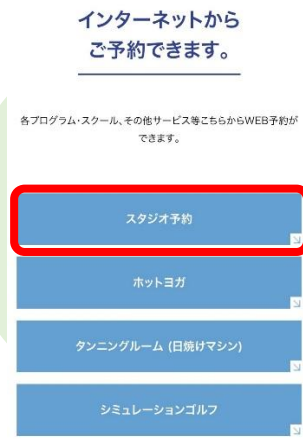 インターネットから
ご予約できます。
各プログラム・スクール、その他サービス等こちらからWEB予約が
できます。
スタジオ予約
ホットヨガ
タンニングルーム (日焼けマシン)
シミュレーションゴルフ